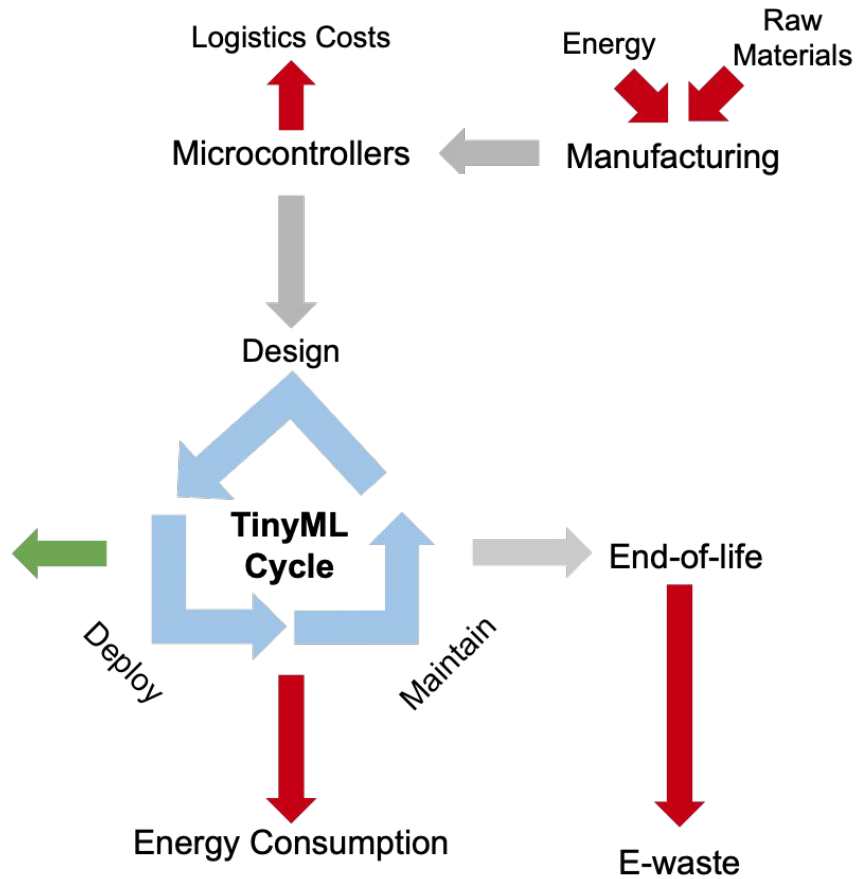 Logistics Costs
Energy
Raw
Materials
Microcontrollers
Manufacturing
Design
TinyML
Cycle
End-of-life
Deploy
Maintain
Energy Consumption
E-waste